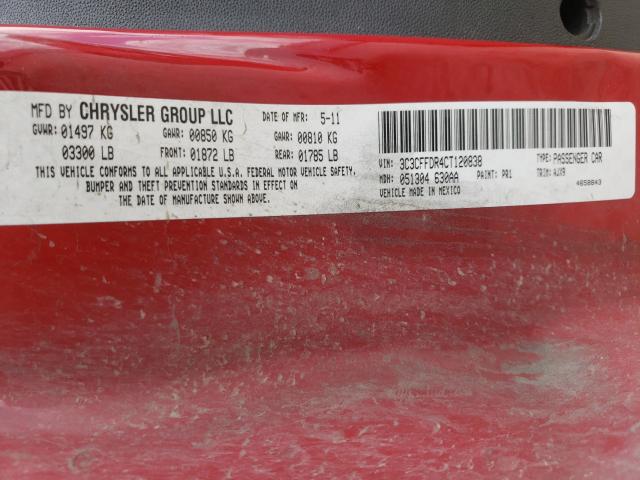 MFD BY CHRYSLER GROUP LLC DATE OF MFR: 5-11
GVWR: 01497 KG GAWR: 00850 KG GAWR: 00810 KG
03300 LB FRONT: 01872 LB REAR: 01785 LB
THIS VEHICLE CONFORMS TO ALL APPLICABLE U.S.A. FEDERAL MOTOR VEHICLE SAFETY,
BUMPER AND THEFT PREVENTION STANDARDS IN EFFECT ON
THE DATE OF MANUFACTURE SHOWN ABOVE.
VIN: 3C3CFFDR4CT120838 TYPE: PASSENGER CAR
MDH: 051304 630AA PAINT: PR1 TRIM: AJX9
VEHICLE MADE IN MEXICO 4658843